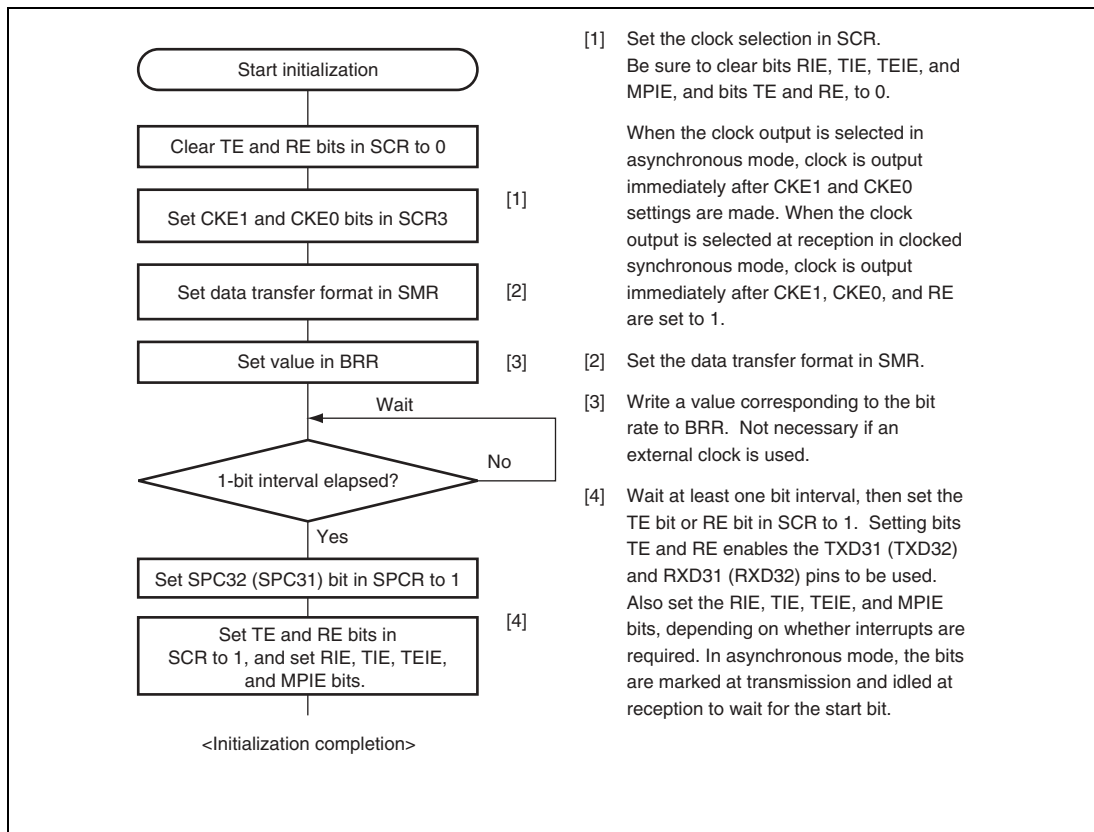 Start initialization
Clear TE and RE bits in SCR to 0
Set CKE1 and CKE0 bits in SCR3
[1]
Set data transfer format in SMR
[2]
Set value in BRR
[3]
Wait
1-bit interval elapsed?
No
Yes
Set SPC32 (SPC31) bit in SPCR to 1
Set TE and RE bits in
SCR to 1, and set RIE, TIE, TEIE,
and MPIE bits.
[4]
<Initialization completion>
[1] Set the clock selection in SCR.
Be sure to clear bits RIE, TIE, TEIE, and
MPIE, and bits TE and RE, to 0.
When the clock output is selected in
asynchronous mode, clock is output
immediately after CKE1 and CKE0
settings are made. When the clock
output is selected at reception in clocked
synchronous mode, clock is output
immediately after CKE1, CKE0, and RE
are set to 1.
[2] Set the data transfer format in SMR.
[3] Write a value corresponding to the bit
rate to BRR. Not necessary if an
external clock is used.
[4] Wait at least one bit interval, then set the
TE bit or RE bit in SCR to 1. Setting bits
TE and RE enables the TXD31 (TXD32)
and RXD31 (RXD32) pins to be used.
Also set the RIE, TIE, TEIE, and MPIE
bits, depending on whether interrupts are
required. In asynchronous mode, the bits
are marked at transmission and idled at
reception to wait for the start bit.